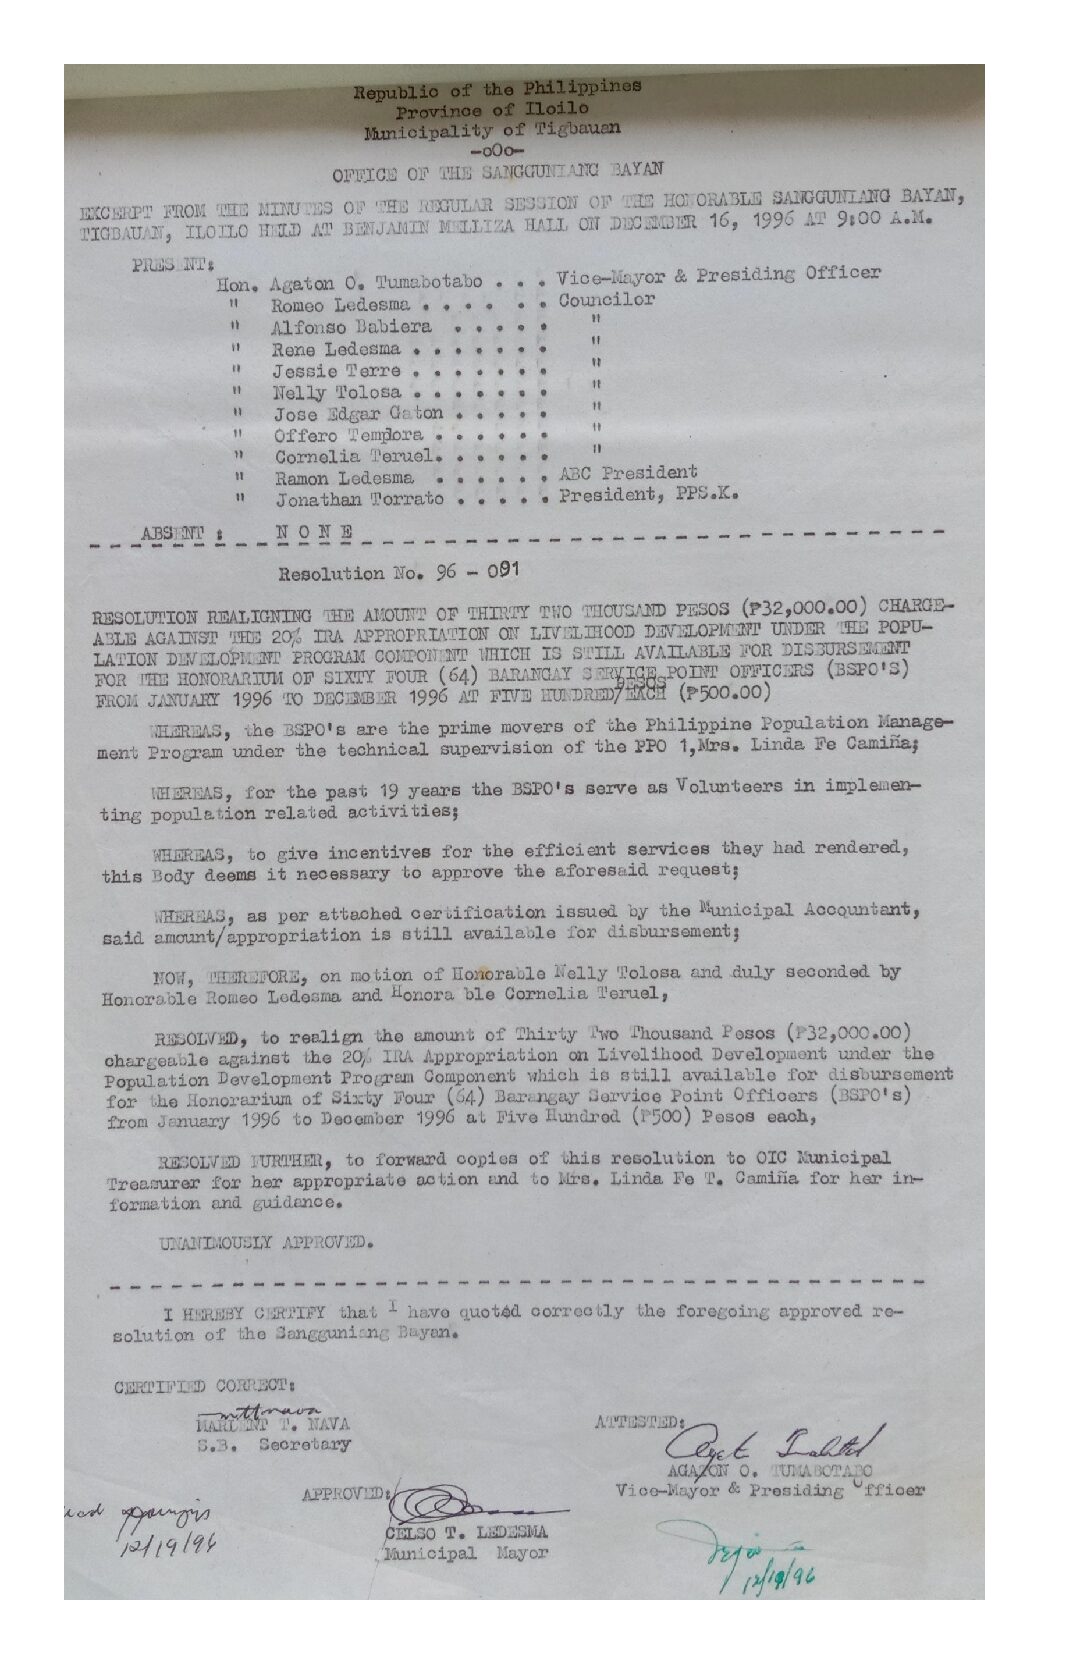 Republic of the Philippines
Province of Iloilo
Municipality of Tigbauan
-oOo-
OFFICE OF THE SANGGUNIANG BAYAN
EXCERPT FROM THE MINUTES OF THE REGULAR SESSION OF THE HONORABLE SANGGUNIANG BAYAN,
TIGBAUAN, ILOILO HELD AT BENJAMIN MELLIZA HALL ON DECEMBER 16, 1996 AT 9:00 A.M.
PRESENT:
Hon. Agaton O. Tumabotabo . . . Vice-Mayor & Presiding Officer
" Romeo Ledesma . . . . . . Councilor
" Alfonso Babiera . . . . . "
" Rene Ledesma . . . . . . . "
" Jessie Terre . . . . . . . "
" Nelly Tolosa . . . . . . . "
" Jose Edgar Gaton . . . . . "
" Offero Tempora . . . . . . "
" Cornelia Teruel. . . . . . "
" Ramon Ledesma . . . . . . ABC President
" Jonathan Torrato . . . . . President, PPS.K.
ABSENT : N O N E
Resolution No. 96 - 091
RESOLUTION REALIGNING THE AMOUNT OF THIRTY TWO THOUSAND PESOS (₱32,000.00) CHARGE-
ABLE AGAINST THE 20% IRA APPROPRIATION ON LIVELIHOOD DEVELOPMENT UNDER THE POPU-
LATION DEVELOPMENT PROGRAM COMPONENT WHICH IS STILL AVAILABLE FOR DISBURSEMENT
FOR THE HONORARIUM OF SIXTY FOUR (64) BARANGAY SERVICE POINT OFFICERS (BSPO'S)
FROM JANUARY 1996 TO DECEMBER 1996 AT FIVE HUNDRED/PESOS EACH (₱500.00)
WHEREAS, the BSPO's are the prime movers of the Philippine Population Manage-
ment Program under the technical supervision of the PPO 1,Mrs. Linda Fe Camiña;
WHEREAS, for the past 19 years the BSPO's serve as Volunteers in implemen-
ting population related activities;
WHEREAS, to give incentives for the efficient services they had rendered,
this Body deems it necessary to approve the aforesaid request;
WHEREAS, as per attached certification issued by the Municipal Accountant,
said amount/appropriation is still available for disbursement;
NOW, THEREFORE, on motion of Honorable Nelly Tolosa and duly seconded by
Honorable Romeo Ledesma and Honora ble Cornelia Teruel,
RESOLVED, to realign the amount of Thirty Two Thousand Pesos (₱32,000.00)
chargeable against the 20% IRA Appropriation on Livelihood Development under the
Population Development Program Component which is still available for disbursement
for the Honorarium of Sixty Four (64) Barangay Service Point Officers (BSPO's)
from January 1996 to December 1996 at Five Hundred (₱500) Pesos each,
RESOLVED FURTHER, to forward copies of this resolution to OIC Municipal
Treasurer for her appropriate action and to Mrs. Linda Fe T. Camiña for her in-
formation and guidance.
UNANIMOUSLY APPROVED.
I HEREBY CERTIFY that I have quoted correctly the foregoing approved re-
solution of the Sangguniang Bayan.
CERTIFIED CORRECT:
MARLENT T. NAVA
S.B. Secretary
ATTESTED:
AGATON O. TUMABOTABO
Vice-Mayor & Presiding Officer
APPROVED:
CELSO T. LEDESMA
Municipal Mayor
12/19/96
12/19/96